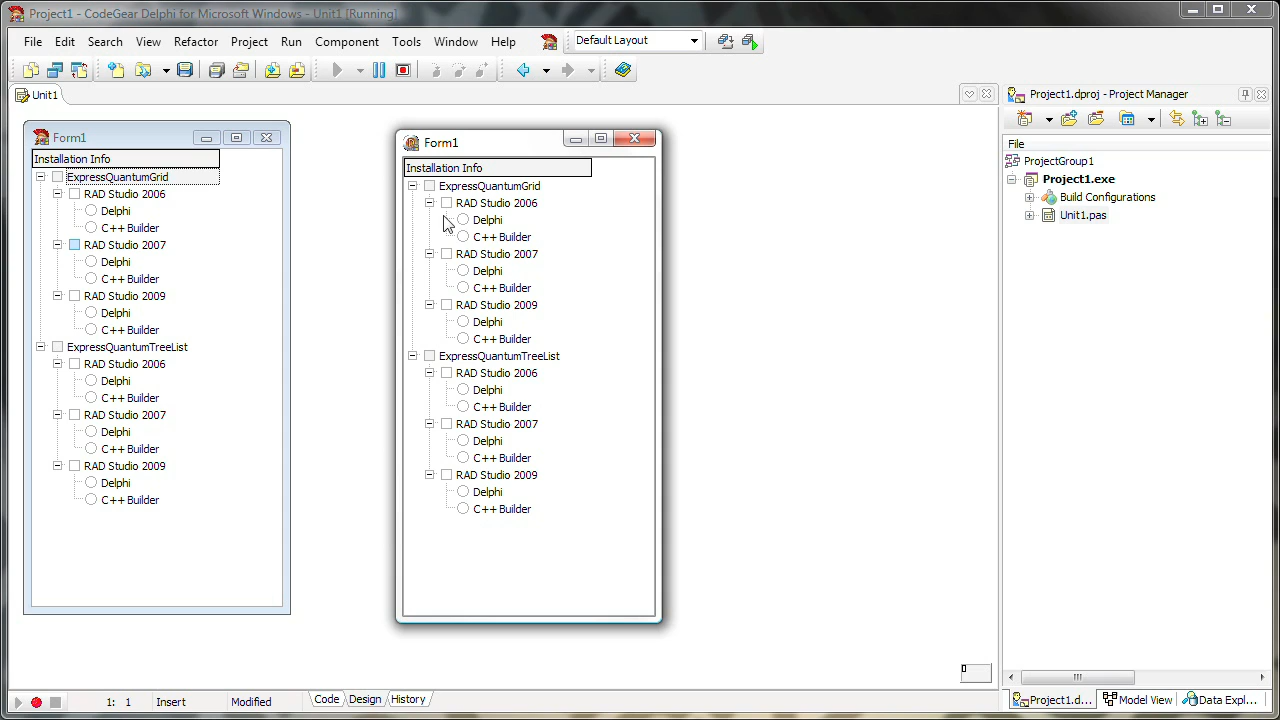 Project1 - CodeGear Delphi for Microsoft Windows - Unit1 [Running]
File Edit Search View Refactor Project Run Component Tools Window Help
Default Layout
Unit1
Form1
Installation Info
ExpressQuantumGrid
RAD Studio 2006
Delphi
C++ Builder
RAD Studio 2007
Delphi
C++ Builder
RAD Studio 2009
Delphi
C++ Builder
ExpressQuantumTreeList
RAD Studio 2006
Delphi
C++ Builder
RAD Studio 2007
Delphi
C++ Builder
RAD Studio 2009
Delphi
C++ Builder
Form1
Installation Info
ExpressQuantumGrid
RAD Studio 2006
Delphi
C++ Builder
RAD Studio 2007
Delphi
C++ Builder
RAD Studio 2009
Delphi
C++ Builder
ExpressQuantumTreeList
RAD Studio 2006
Delphi
C++ Builder
RAD Studio 2007
Delphi
C++ Builder
RAD Studio 2009
Delphi
C++ Builder
Project1.dproj - Project Manager
File
ProjectGroup1
Project1.exe
Build Configurations
Unit1.pas
Project1.d... Model View Data Expl...
1: 1 Insert Modified Code Design History